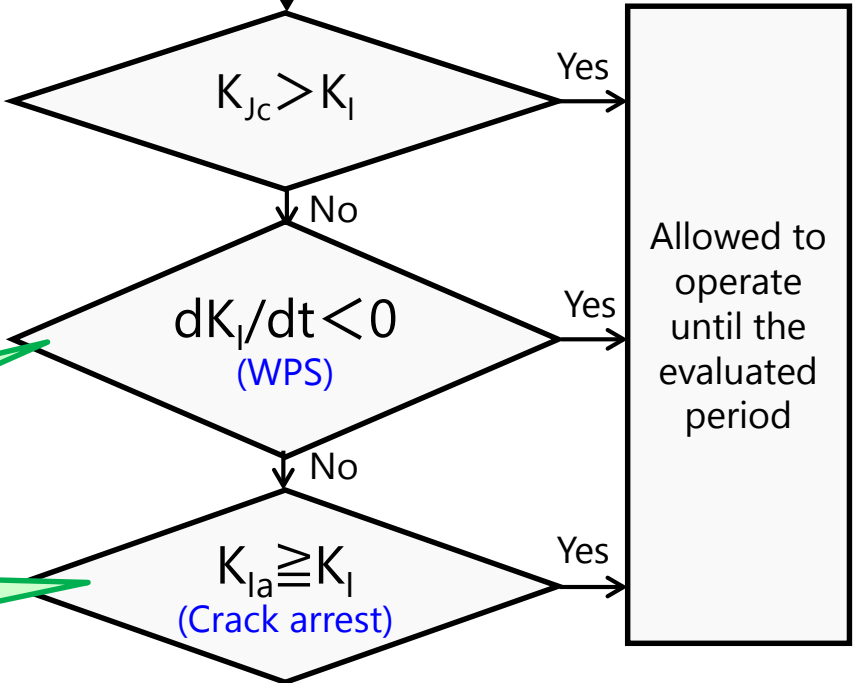 Yes
K_Jc＞K_I
No
dK_I/dt＜0
(WPS)
Yes
No
K_Ia≧K_I
(Crack arrest)
Yes
Allowed to
operate
until the
evaluated
period